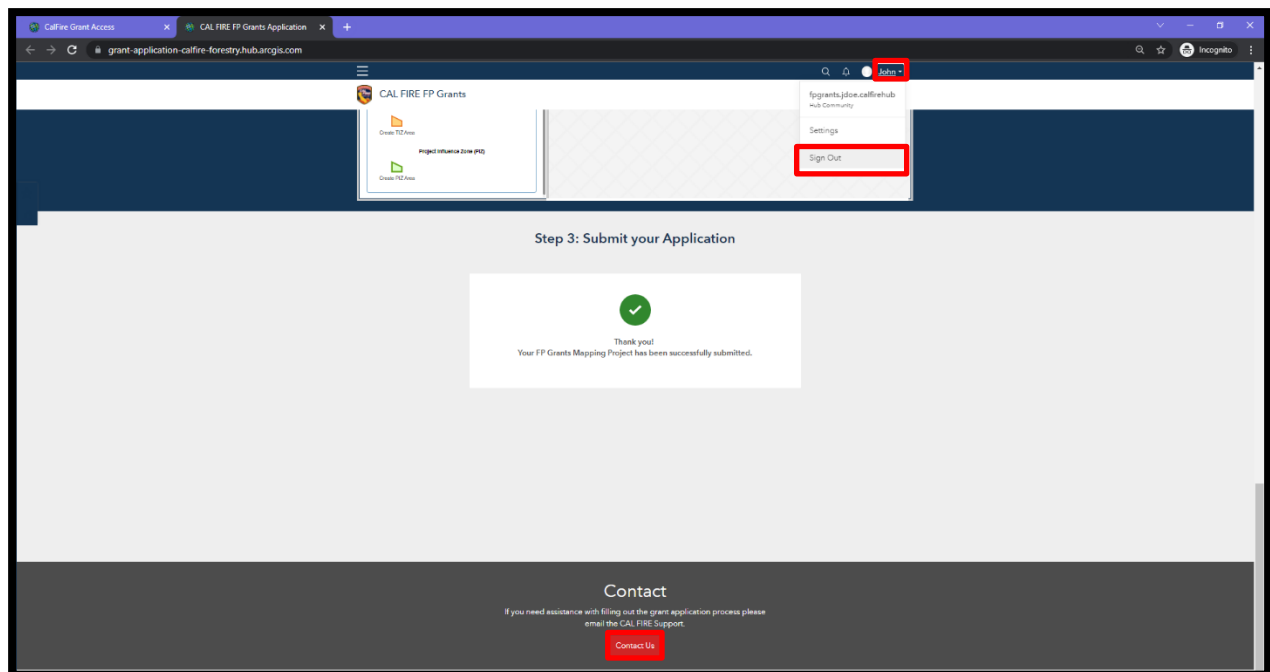 CalFire Grant Access
CAL FIRE FP Grants Application
grant-application-calfire-forestry.hub.arcgis.com
Incognito
John
CAL FIRE FP Grants
fpgrants.jdoe.calfirehub
Hub Community
Settings
Sign Out
Create TIZ Area
Project Influence Zone (PIZ)
Create PIZ Area
Step 3: Submit your Application
Thank you!
Your FP Grants Mapping Project has been successfully submitted.
Contact
If you need assistance with filling out the grant application process please
email the CAL FIRE Support.
Contact Us